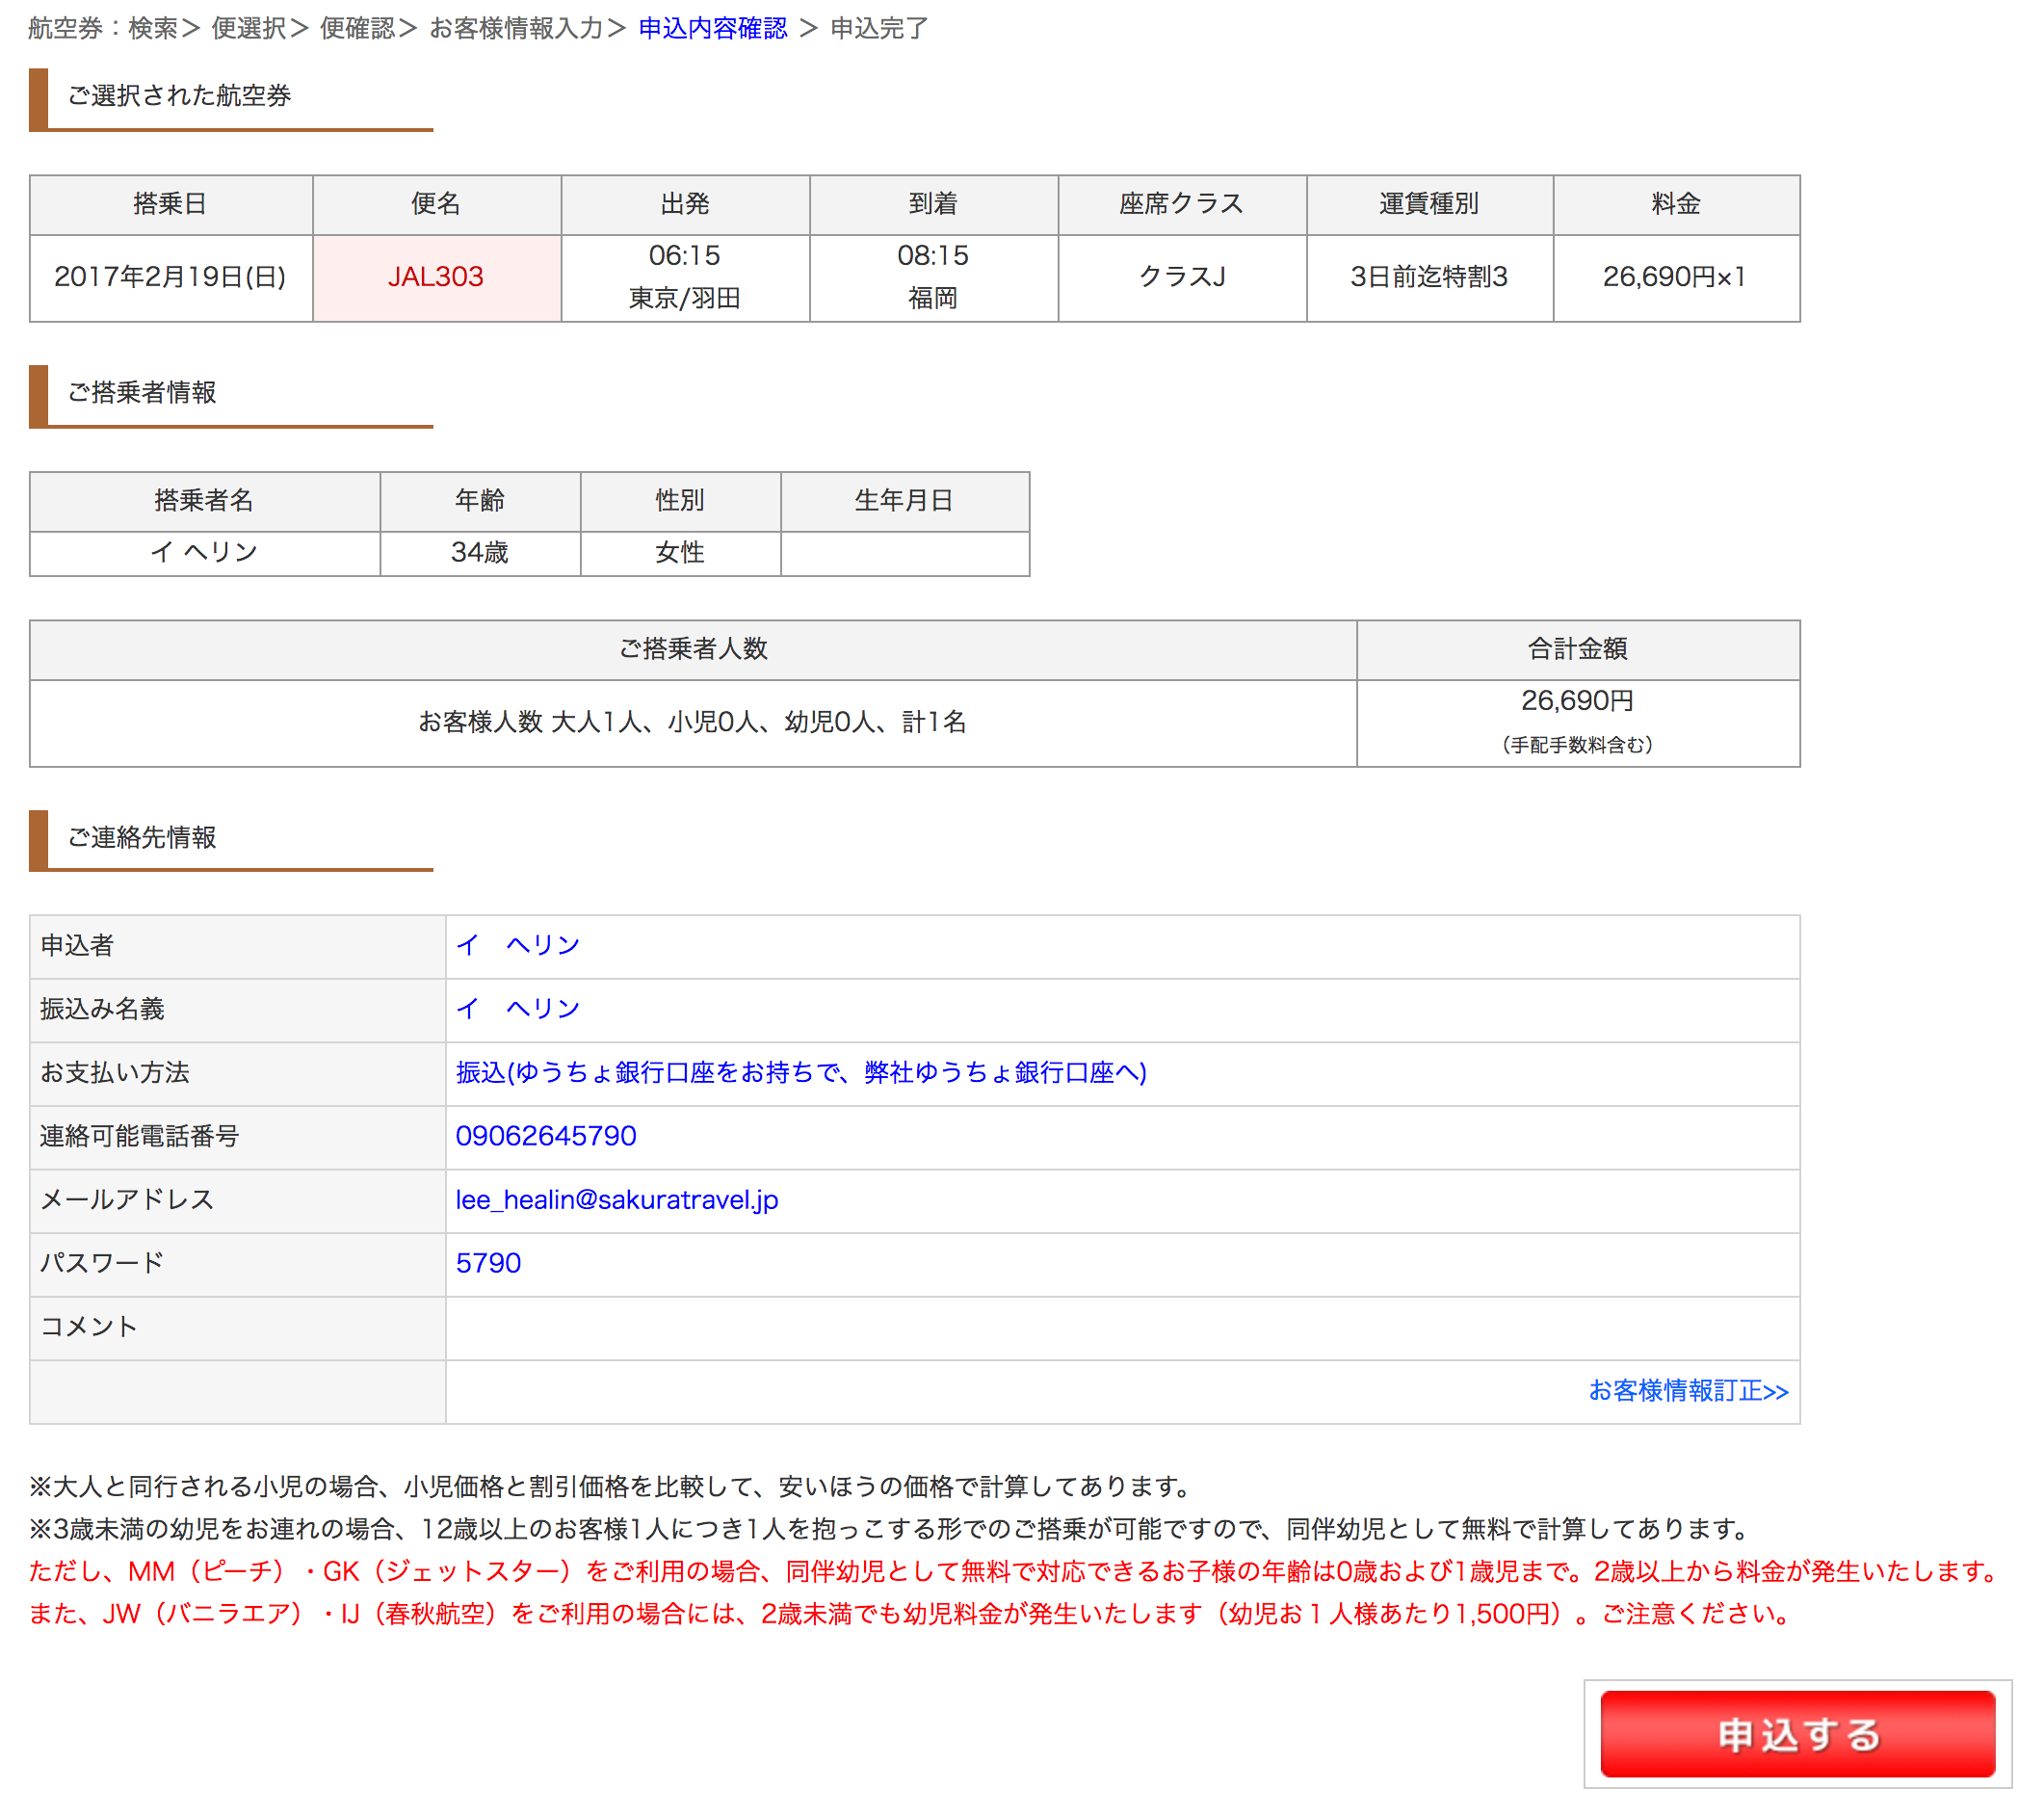 航空券：検索＞ 便選択＞ 便確認＞ お客様情報入力＞ 申込内容確認 ＞ 申込完了
ご選択された航空券
搭乗日 便名 出発 到着 座席クラス 運賃種別 料金
2017年2月19日(日) JAL303 06:15 08:15 クラスJ 3日前迄特割3 26,690円×1
東京/羽田 福岡
ご搭乗者情報
搭乗者名 年齢 性別 生年月日
イ ヘリン 34歳 女性
ご搭乗者人数 合計金額
お客様人数 大人1人、小児0人、幼児0人、計1名 26,690円
（手配手数料含む）
ご連絡先情報
申込者 イ　ヘリン
振込み名義 イ　ヘリン
お支払い方法 振込(ゆうちょ銀行口座をお持ちで、弊社ゆうちょ銀行口座へ)
連絡可能電話番号 09062645790
メールアドレス lee_healin@sakuratravel.jp
パスワード 5790
コメント
お客様情報訂正>>
※大人と同行される小児の場合、小児価格と割引価格を比較して、安いほうの価格で計算してあります。
※3歳未満の幼児をお連れの場合、12歳以上のお客様1人につき1人を抱っこする形でのご搭乗が可能ですので、同伴幼児として無料で計算してあります。
ただし、MM（ピーチ）・GK（ジェットスター）をご利用の場合、同伴幼児として無料で対応できるお子様の年齢は0歳および1歳児まで。2歳以上から料金が発生いたします。
また、JW（バニラエア）・IJ（春秋航空）をご利用の場合には、2歳未満でも幼児料金が発生いたします（幼児お１人様あたり1,500円）。ご注意ください。
申込する